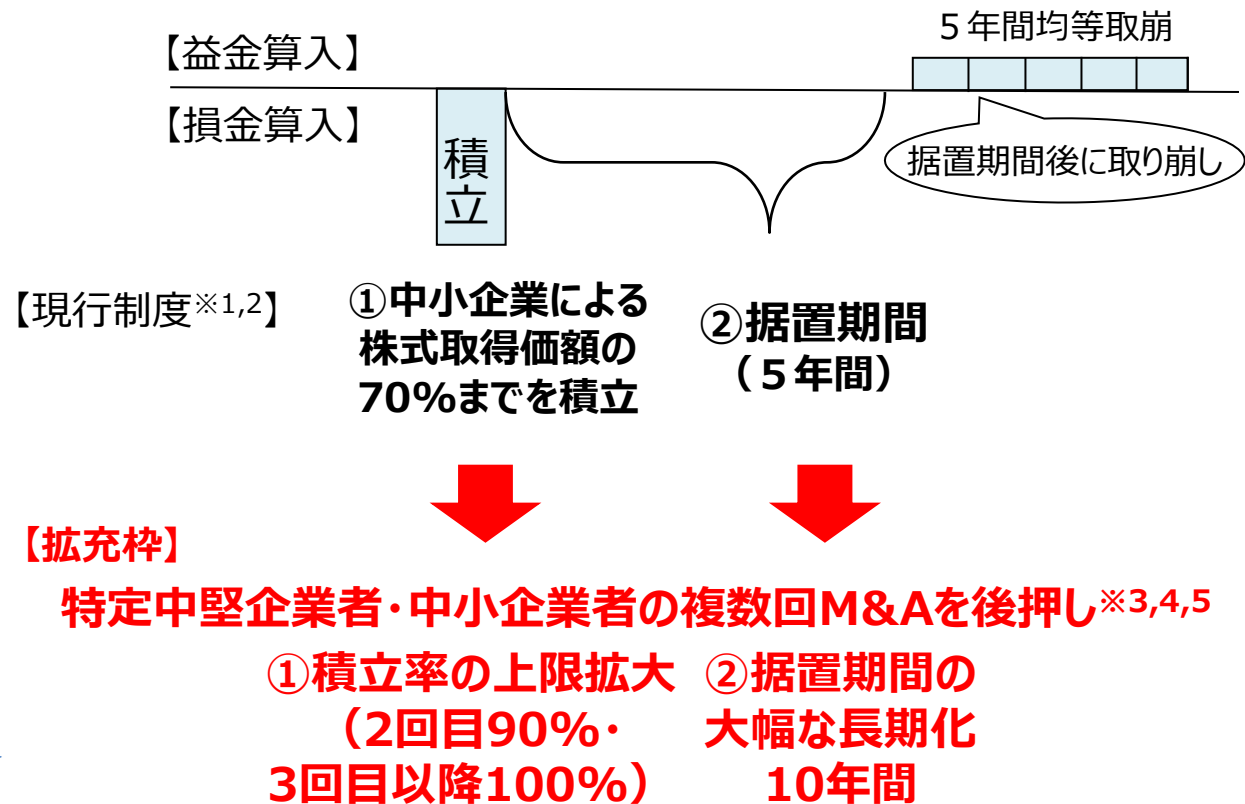 ５年間均等取崩
【益金算入】
【損金算入】
積立
据置期間後に取り崩し
【現行制度※1,2】
①中小企業による
株式取得価額の
70%までを積立
②据置期間
（５年間）
【拡充枠】
特定中堅企業者・中小企業者の複数回M&Aを後押し※3,4,5
①積立率の上限拡大
（2回目90%・
3回目以降100%）
②据置期間の
大幅な長期化
10年間